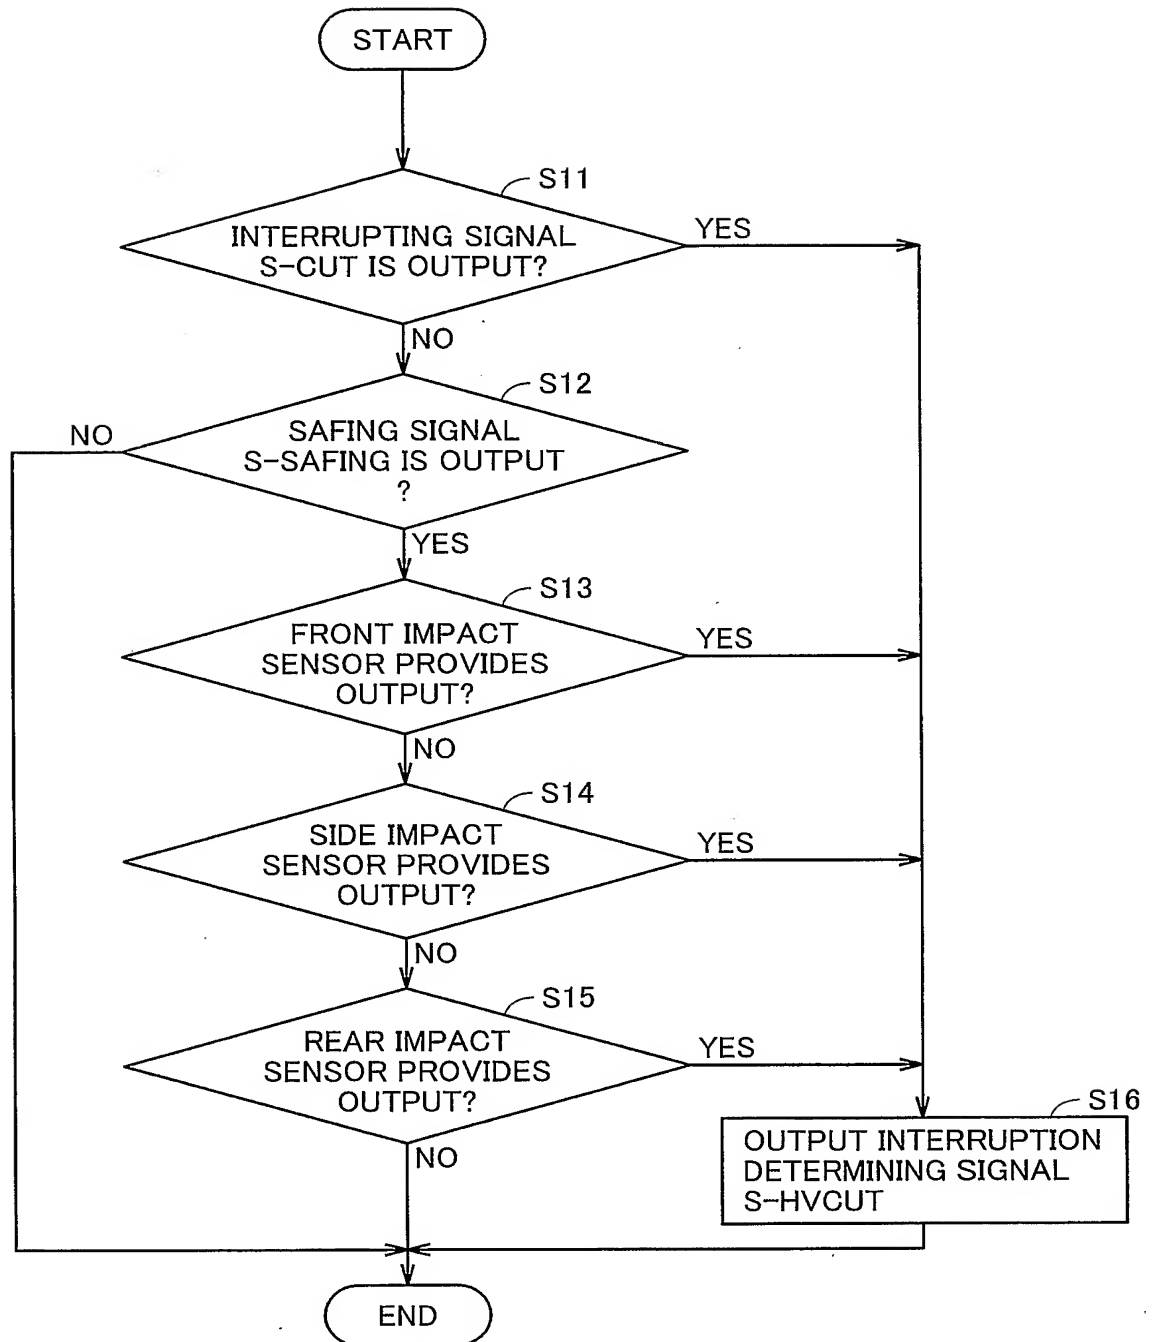 START
S11
INTERRUPTING SIGNAL
S-CUT IS OUTPUT?
YES
NO
S12
SAFING SIGNAL
S-SAFING IS OUTPUT
?
NO
YES
S13
FRONT IMPACT
SENSOR PROVIDES
OUTPUT?
YES
NO
S14
SIDE IMPACT
SENSOR PROVIDES
OUTPUT?
YES
NO
S15
REAR IMPACT
SENSOR PROVIDES
OUTPUT?
YES
NO
S16
OUTPUT INTERRUPTION
DETERMINING SIGNAL
S-HVCUT
END